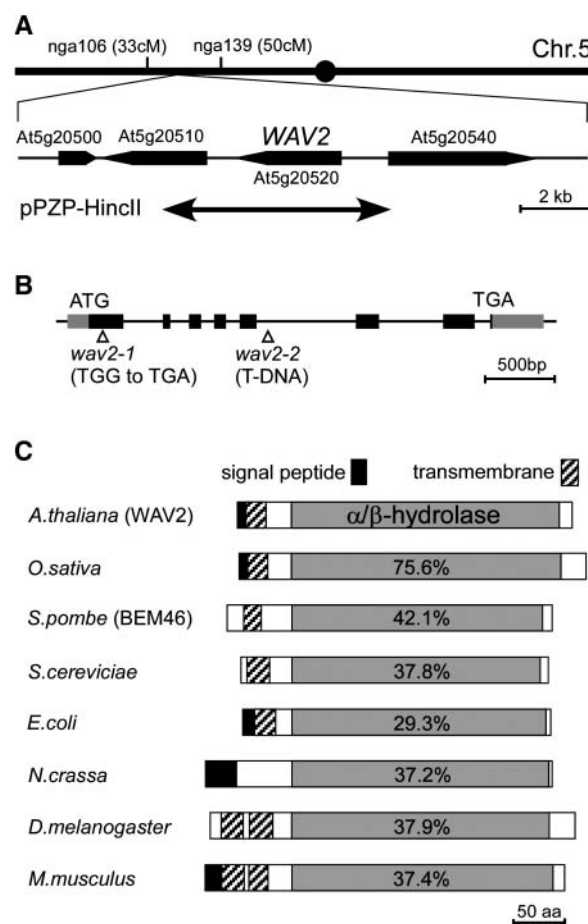 A
nga106 (33cM)
nga139 (50cM)
Chr.5
At5g20500
At5g20510
WAV2
At5g20540
At5g20520
pPZP-HincII
2 kb
B
ATG
TGA
wav2-1
(TGG to TGA)
wav2-2
(T-DNA)
500bp
C
signal peptide
transmembrane
A.thaliana (WAV2)
α/β-hydrolase
O.sativa
75.6%
S.pombe (BEM46)
42.1%
S.cereviciae
37.8%
E.coli
29.3%
N.crassa
37.2%
D.melanogaster
37.9%
M.musculus
37.4%
50 aa